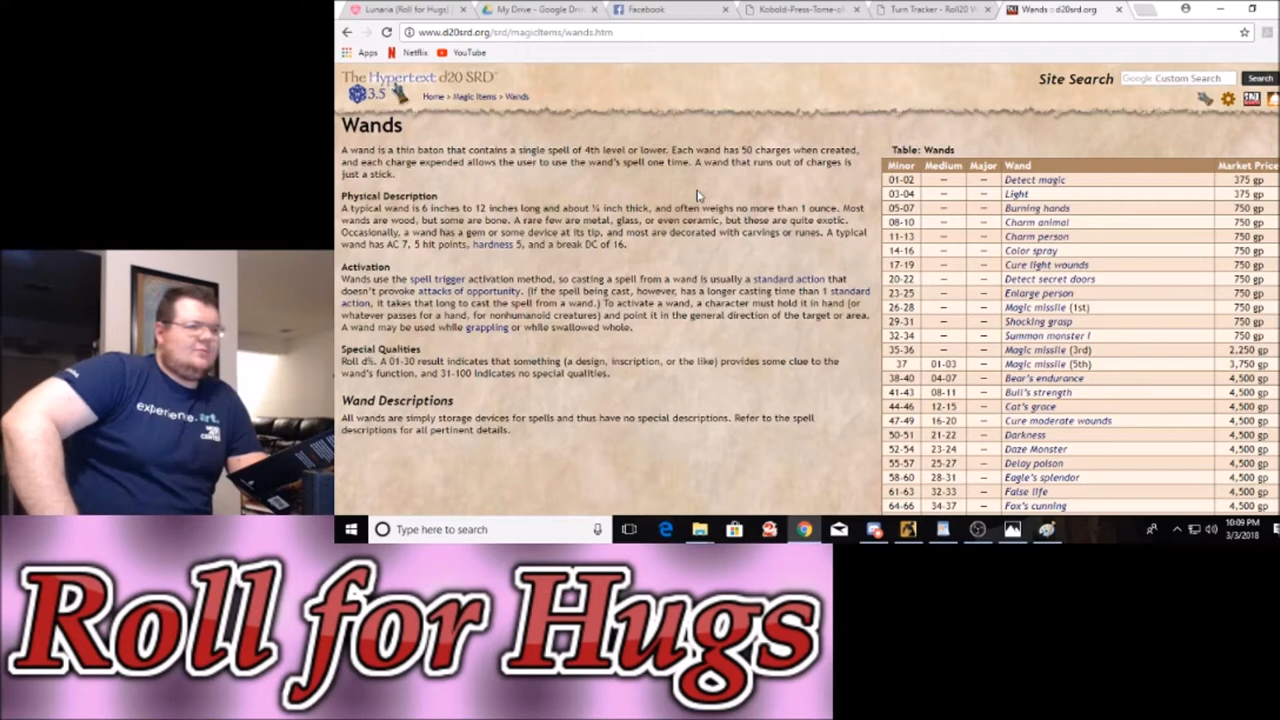 Lunaria (Roll for Hugs) |
My Drive - Google Dri
Facebook
Kobold-Press-Tome-of
Turn Tracker - Roll20 W
Wands :: d20srd.org
www.d20srd.org/srd/magicItems/wands.htm
Apps Netflix YouTube
The Hypertext d20 SRD
3.5
Home > Magic Items > Wands
Site Search Google Custom Search Search
Wands
A wand is a thin baton that contains a single spell of 4th level or lower. Each wand has 50 charges when created,
and each charge expended allows the user to use the wand's spell one time. A wand that runs out of charges is
just a stick.
Physical Description
A typical wand is 6 inches to 12 inches long and about ¼ inch thick, and often weighs no more than 1 ounce. Most
wands are wood, but some are bone. A rare few are metal, glass, or even ceramic, but these are quite exotic.
Occasionally, a wand has a gem or some device at its tip, and most are decorated with carvings or runes. A typical
wand has AC 7, 5 hit points, hardness 5, and a break DC of 16.
Activation
Wands use the spell trigger activation method, so casting a spell from a wand is usually a standard action that
doesn't provoke attacks of opportunity. (If the spell being cast, however, has a longer casting time than 1 standard
action, it takes that long to cast the spell from a wand.) To activate a wand, a character must hold it in hand (or
whatever passes for a hand, for nonhumanoid creatures) and point it in the general direction of the target or area.
A wand may be used while grappling or while swallowed whole.
Special Qualities
Roll d%. A 01-30 result indicates that something (a design, inscription, or the like) provides some clue to the
wand's function, and 31-100 indicates no special qualities.
Wand Descriptions
All wands are simply storage devices for spells and thus have no special descriptions. Refer to the spell
descriptions for all pertinent details.
Table: Wands
Minor Medium Major Wand Market Price
01-02 — — Detect magic 375 gp
03-04 — — Light 375 gp
05-07 — — Burning hands 750 gp
08-10 — — Charm animal 750 gp
11-13 — — Charm person 750 gp
14-16 — — Color spray 750 gp
17-19 — — Cure light wounds 750 gp
20-22 — — Detect secret doors 750 gp
23-25 — — Enlarge person 750 gp
26-28 — — Magic missile (1st) 750 gp
29-31 — — Shocking grasp 750 gp
32-34 — — Summon monster I 750 gp
35-36 — — Magic missile (3rd) 2,250 gp
37 01-03 — Magic missile (5th) 3,750 gp
38-40 04-07 — Bear's endurance 4,500 gp
41-43 08-11 — Bull's strength 4,500 gp
44-46 12-15 — Cat's grace 4,500 gp
47-49 16-20 — Cure moderate wounds 4,500 gp
50-51 21-22 — Darkness 4,500 gp
52-54 23-24 — Daze Monster 4,500 gp
55-57 25-27 — Delay poison 4,500 gp
58-60 28-31 — Eagle's splendor 4,500 gp
61-63 32-33 — False life 4,500 gp
64-66 34-37 — Fox's cunning 4,500 gp
experience.art.
Type here to search
10:09 PM
3/3/2018
Roll for Hugs